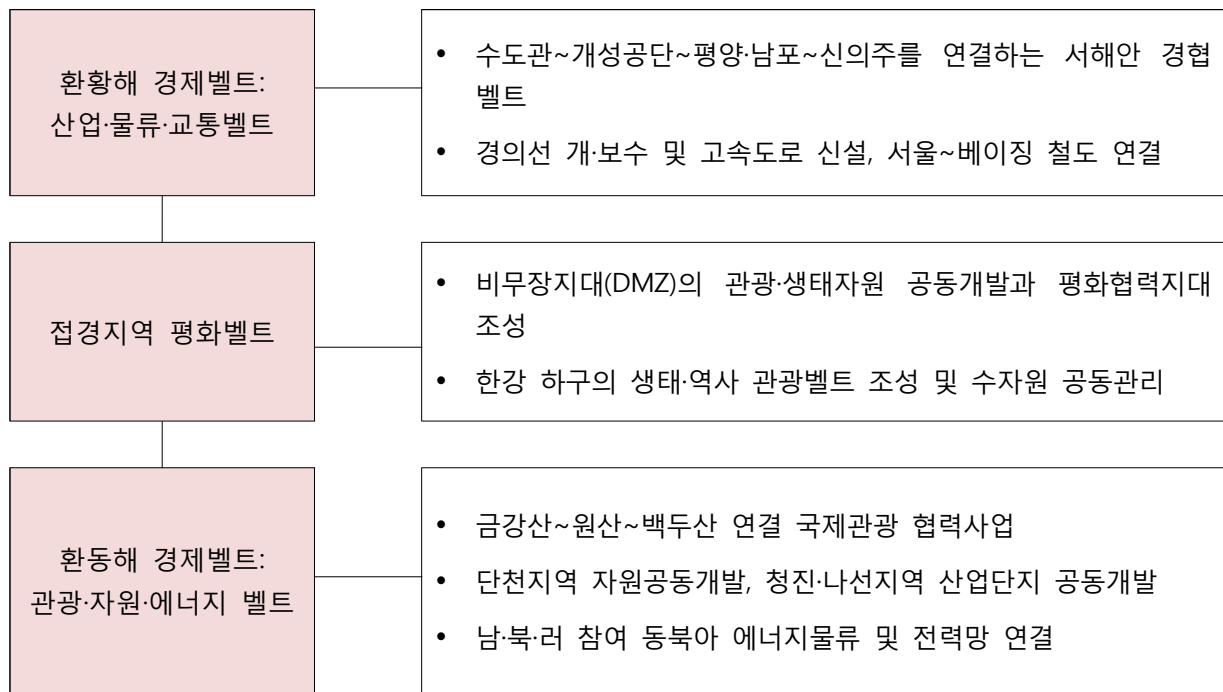 환황해 경제벨트:
산업·물류·교통벨트
• 수도관~개성공단~평양·남포~신의주를 연결하는 서해안 경협
벨트
• 경의선 개·보수 및 고속도로 신설, 서울~베이징 철도 연결
접경지역 평화벨트
• 비무장지대(DMZ)의 관광·생태자원 공동개발과 평화협력지대
조성
• 한강 하구의 생태·역사 관광벨트 조성 및 수자원 공동관리
환동해 경제벨트:
관광·자원·에너지 벨트
• 금강산~원산~백두산 연결 국제관광 협력사업
• 단천지역 자원공동개발, 청진·나선지역 산업단지 공동개발
• 남·북·러 참여 동북아 에너지물류 및 전력망 연결